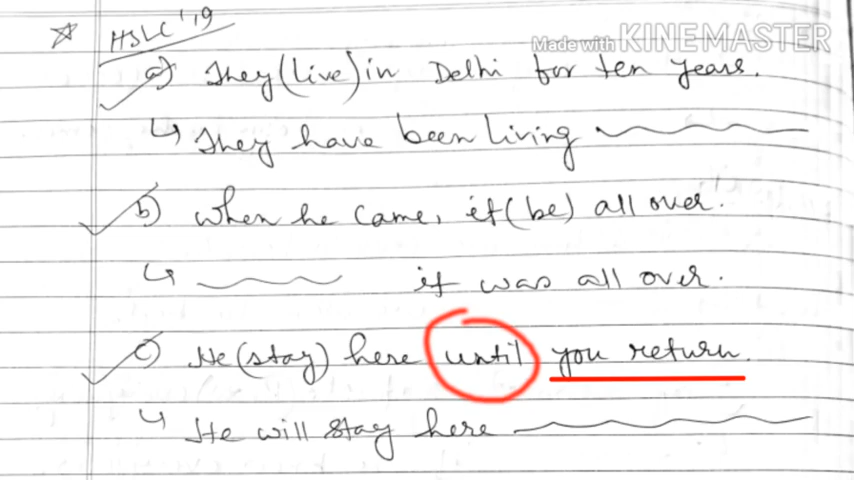 HSLC '19
Made with KINEMASTER
a) They (live) in Delhi for ten years.
They have been living
b) When he came, it (be) all over.
it was all over.
c) He (stay) here until you return.
He will stay here